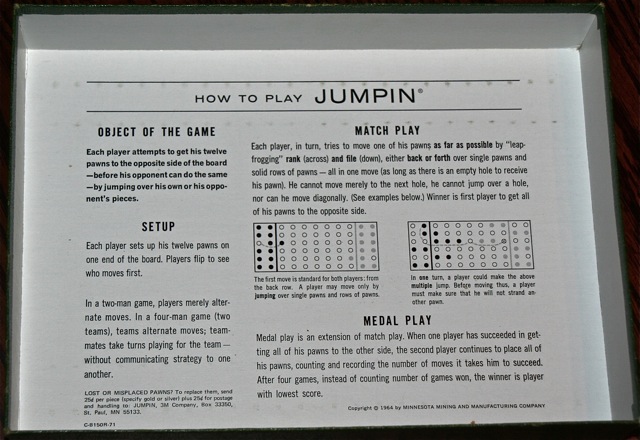 HOW TO PLAY JUMPIN®
OBJECT OF THE GAME
Each player attempts to get his twelve
pawns to the opposite side of the board
—before his opponent can do the same
—by jumping over his own or his oppo-
nent's pieces.
SETUP
Each player sets up his twelve pawns on
one end of the board. Players flip to see
who moves first.
In a two-man game, players merely alter-
nate moves. In a four-man game (two
teams), teams alternate moves; team-
mates take turns playing for the team—
without communicating strategy to one
another.
LOST OR MISPLACED PAWNS? To replace them, send
25¢ per piece (specify gold or silver) plus 25¢ for postage
and handling to: JUMPIN, 3M Company, Box 33350,
St. Paul, MN 55133.
C-8150R-71
MATCH PLAY
Each player, in turn, tries to move one of his pawns as far as possible by "leap-
frogging" rank (across) and file (down), either back or forth over single pawns and
solid rows of pawns — all in one move (as long as there is an empty hole to receive
his pawn). He cannot move merely to the next hole, he cannot jump over a hole,
nor can he move diagonally. (See examples below.) Winner is first player to get all
of his pawns to the opposite side.
The first move is standard for both players; from
the back row. A player may move only by
jumping over single pawns and rows of pawns.
In one turn, a player could make the above
multiple jump. Before moving thus, a player
must make sure that he will not strand an-
other pawn.
MEDAL PLAY
Medal play is an extension of match play. When one player has succeeded in get-
ting all of his pawns to the other side, the second player continues to place all of
his pawns, counting and recording the number of moves it takes him to succeed.
After four games, instead of counting number of games won, the winner is player
with lowest score.
Copyright © 1964 by MINNESOTA MINING AND MANUFACTURING COMPANY